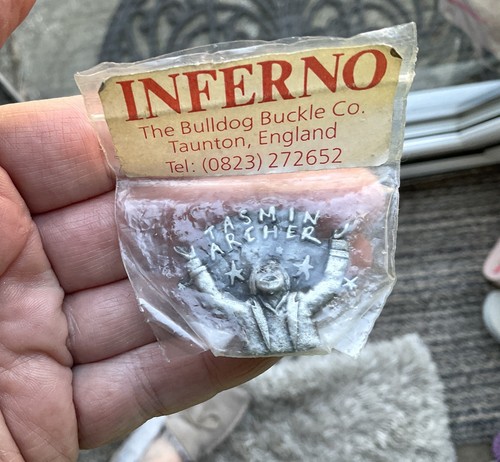 INFERNO
The Bulldog Buckle Co.
Taunton, England
Tel: (0823) 272652
TASMIN
ARCHER